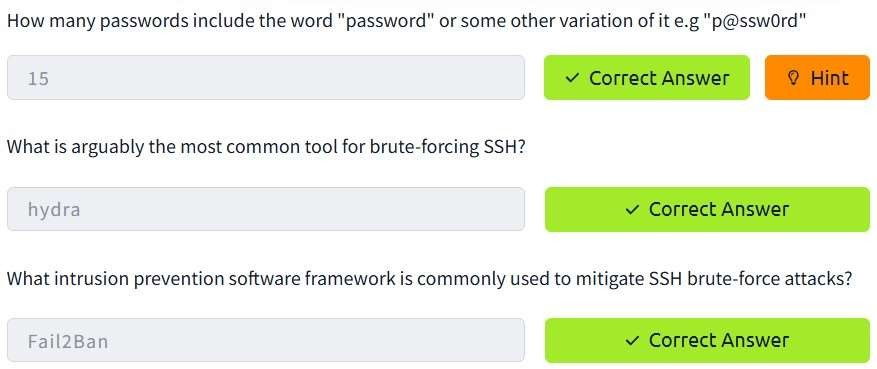 How many passwords include the word "password" or some other variation of it e.g "p@ssw0rd"
15
Correct Answer
Hint
What is arguably the most common tool for brute-forcing SSH?
hydra
Correct Answer
What intrusion prevention software framework is commonly used to mitigate SSH brute-force attacks?
Fail2Ban
Correct Answer